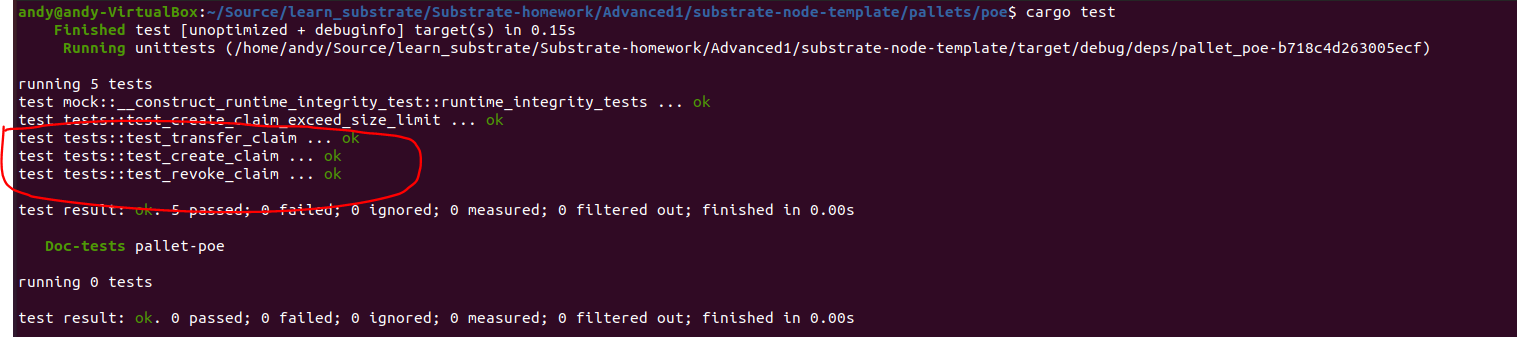 andy@andy-VirtualBox:~/Source/learn_substrate/Substrate-homework/Advanced1/substrate-node-template/pallets/poe$ cargo test
Finished test [unoptimized + debuginfo] target(s) in 0.15s
Running unittests (/home/andy/Source/learn_substrate/Substrate-homework/Advanced1/substrate-node-template/target/debug/deps/pallet_poe-b718c4d263005ecf)
running 5 tests
test mock::__construct_runtime_integrity_test::runtime_integrity_tests ... ok
test tests::test_create_claim_exceed_size_limit ... ok
test tests::test_transfer_claim ... ok
test tests::test_create_claim ... ok
test tests::test_revoke_claim ... ok
test result: ok. 5 passed; 0 failed; 0 ignored; 0 measured; 0 filtered out; finished in 0.00s
Doc-tests pallet-poe
running 0 tests
test result: ok. 0 passed; 0 failed; 0 ignored; 0 measured; 0 filtered out; finished in 0.00s